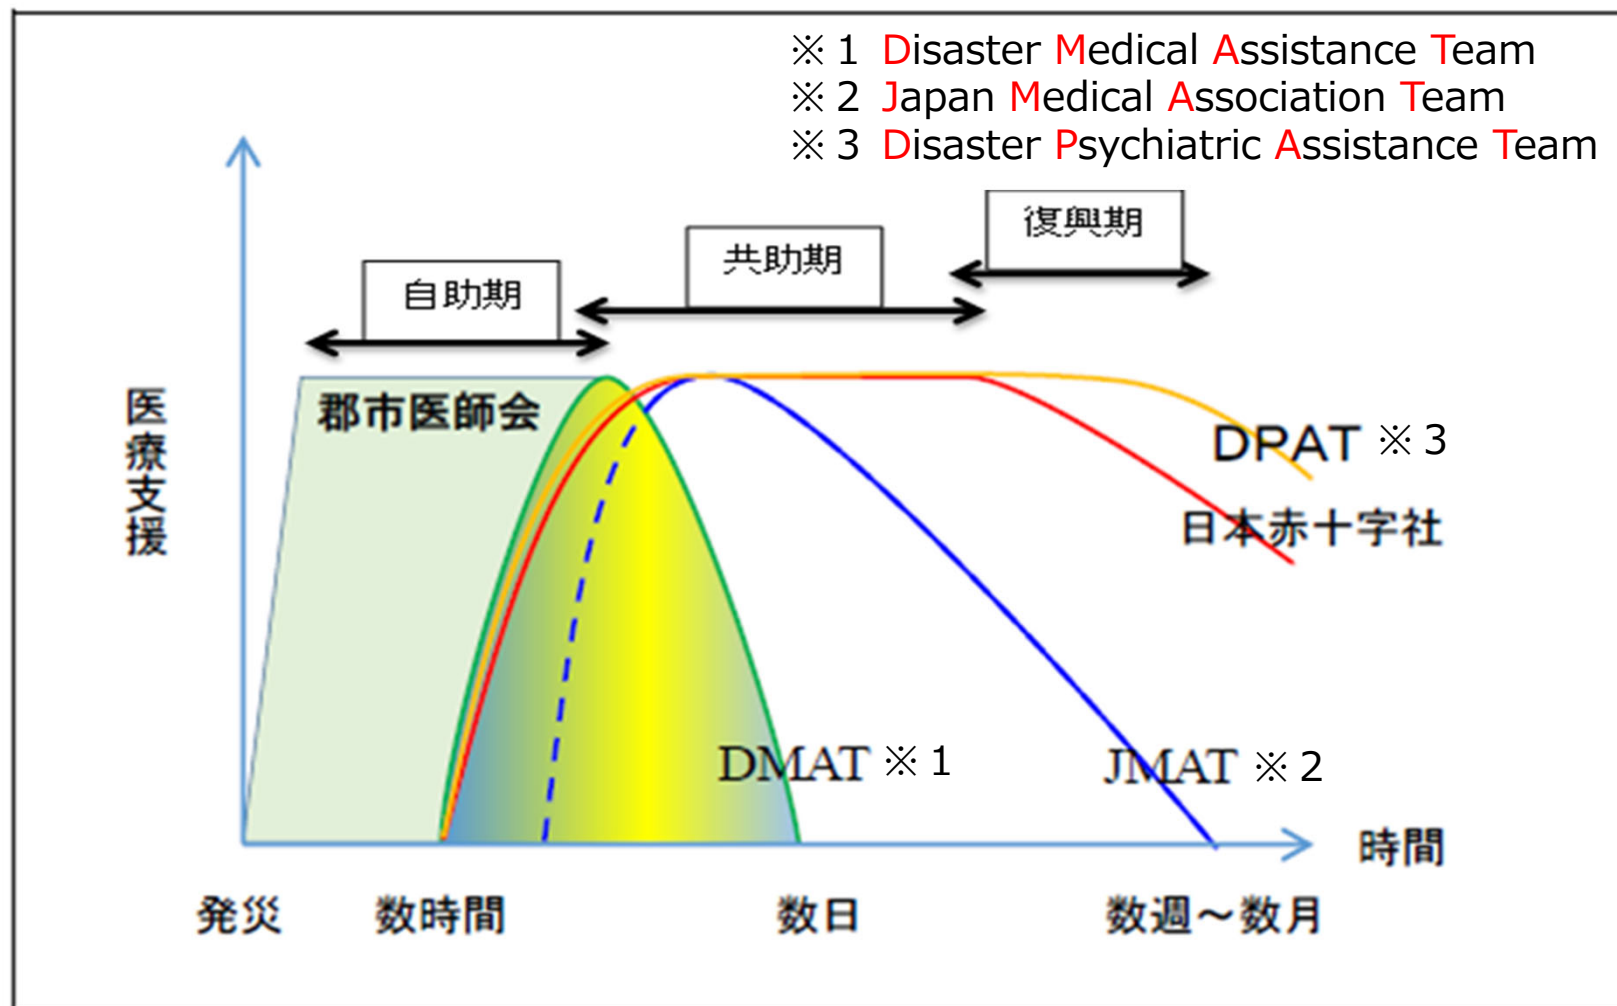 ※1 Disaster Medical Assistance Team
※2 Japan Medical Association Team
※3 Disaster Psychiatric Assistance Team
復興期
共助期
自助期
医療支援
郡市医師会
DPAT ※3
日本赤十字社
DMAT ※1
JMAT ※2
時間
発災
数時間
数日
数週～数月